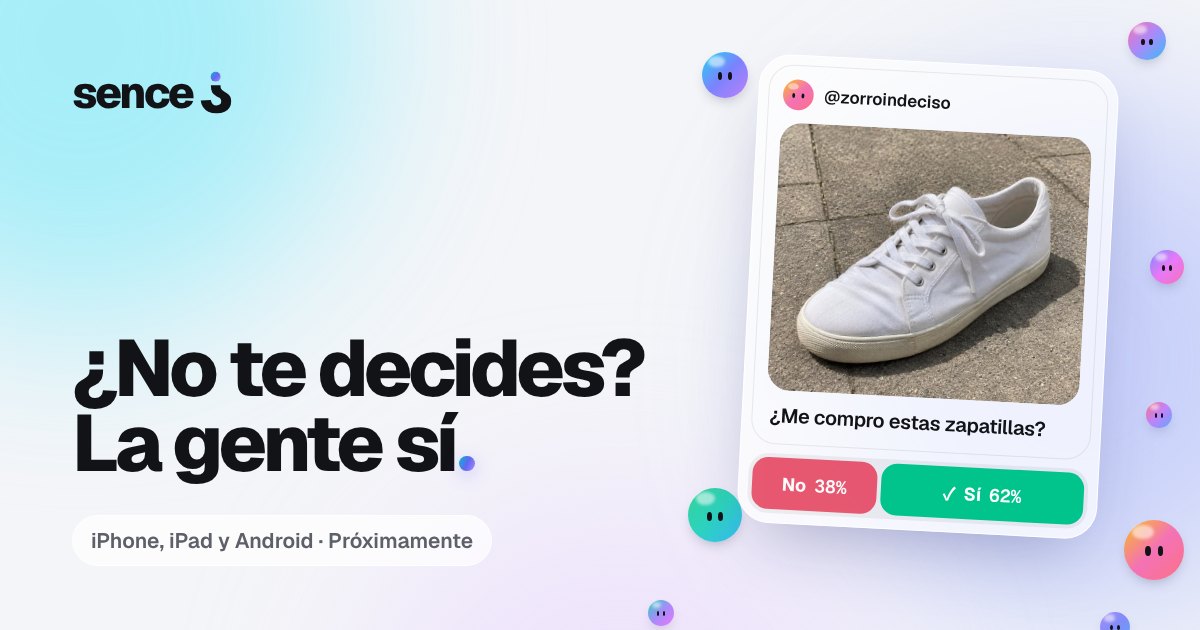 sence
@zorroindeciso
¿Me compro estas zapatillas?
No 38%
✓ Sí 62%
¿No te decides?
La gente sí.
iPhone, iPad y Android · Próximamente